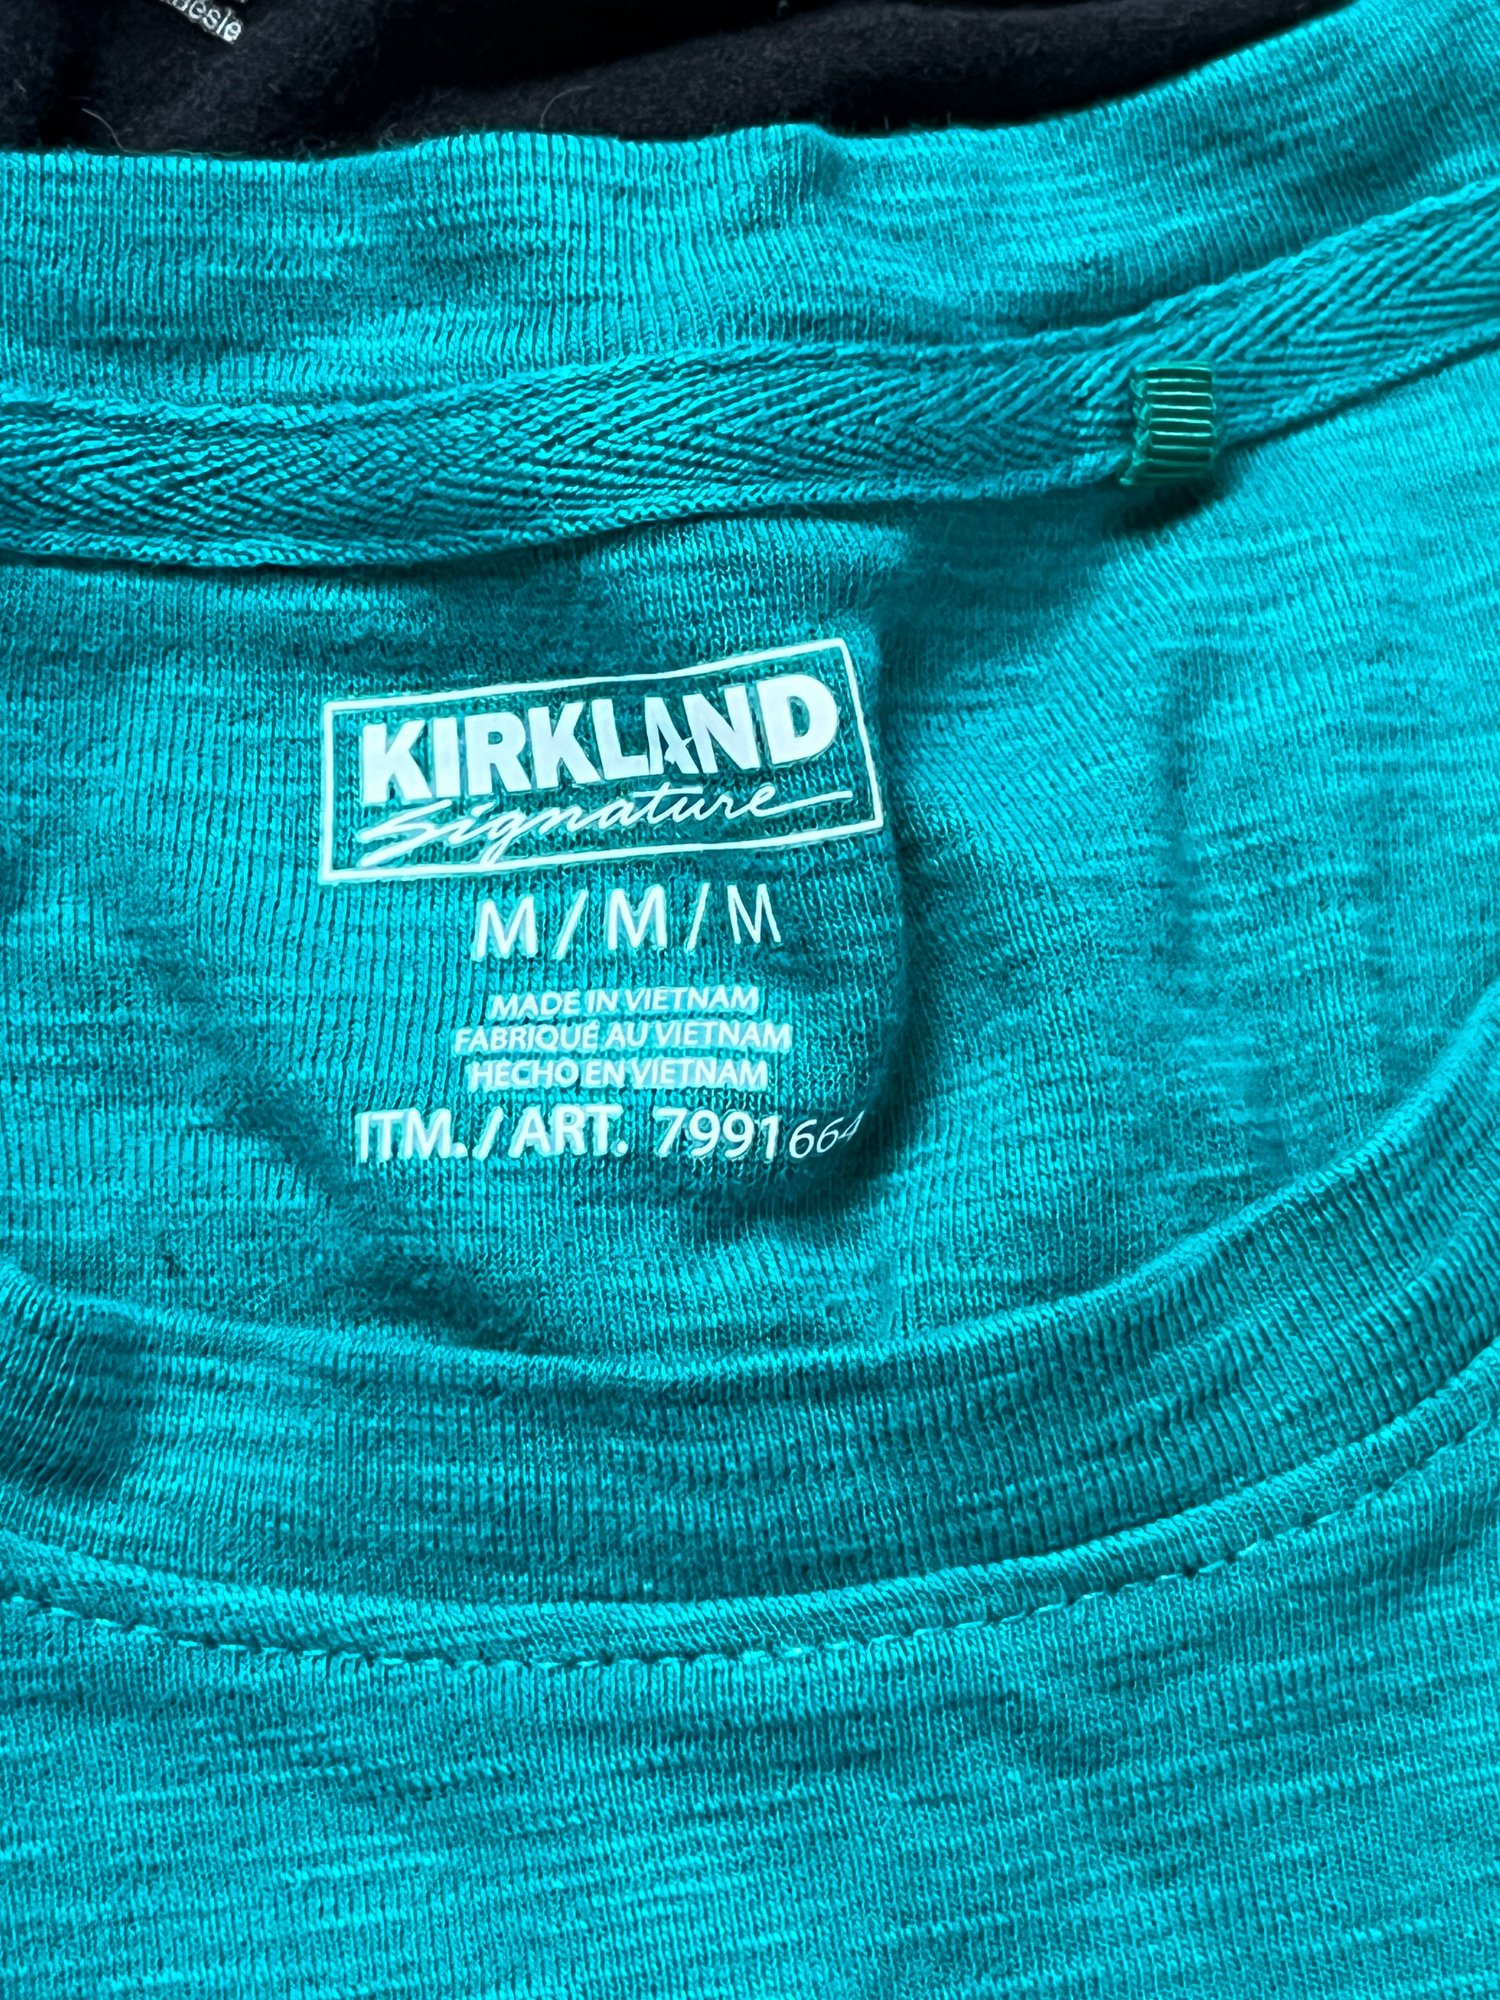 KIRKLAND
Signature
M / M / M
MADE IN VIETNAM
FABRIQUÉ AU VIETNAM
HECHO EN VIETNAM
ITM. / ART. 7991664